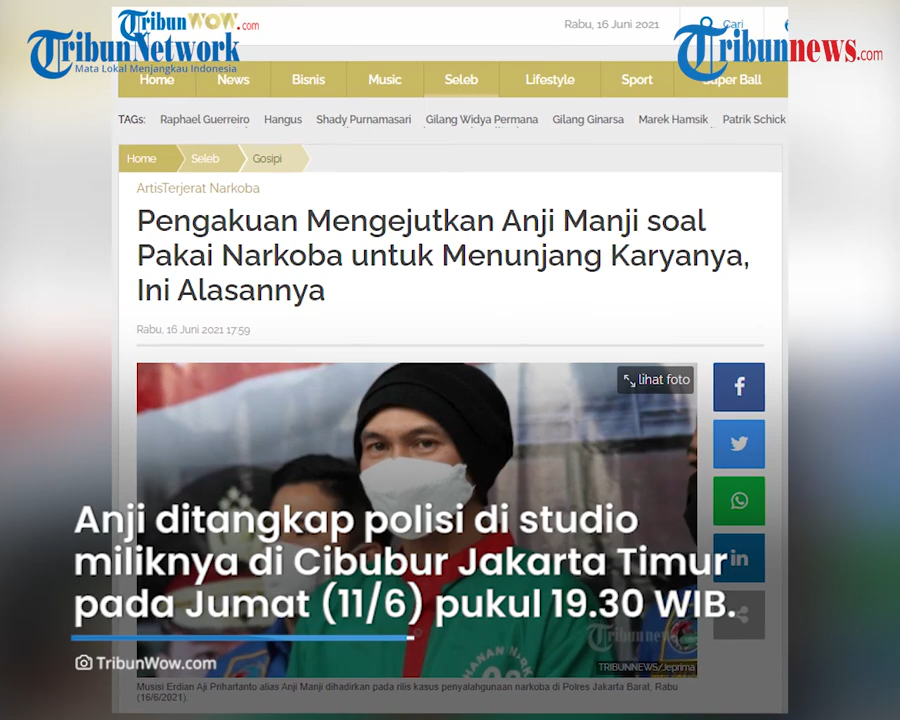 TribunWOW.com
Rabu, 16 Juni 2021
Cari
TribunNetwork
Mata Lokal Menjangkau Indonesia
Tribunnews.com
Home News Bisnis Music Seleb Lifestyle Sport Super Ball
TAGs: Raphael Guerreiro Hangus Shady Purnamasari Gilang Widya Permana Gilang Ginarsa Marek Hamsik Patrik Schick
Home Seleb Gosipi
ArtisTerjerat Narkoba
Pengakuan Mengejutkan Anji Manji soal
Pakai Narkoba untuk Menunjang Karyanya,
Ini Alasannya
Rabu, 16 Juni 2021 17:59
lihat foto
Anji ditangkap polisi di studio
miliknya di Cibubur Jakarta Timur
pada Jumat (11/6) pukul 19.30 WIB.
Tribunnews
TribunWow.com
TRIBUNNEWS/Jeprima
Musisi Erdian Aji Prihartanto alias Anji Manji dihadirkan pada rilis kasus penyalahgunaan narkoba di Polres Jakarta Barat, Rabu
(16/6/2021).